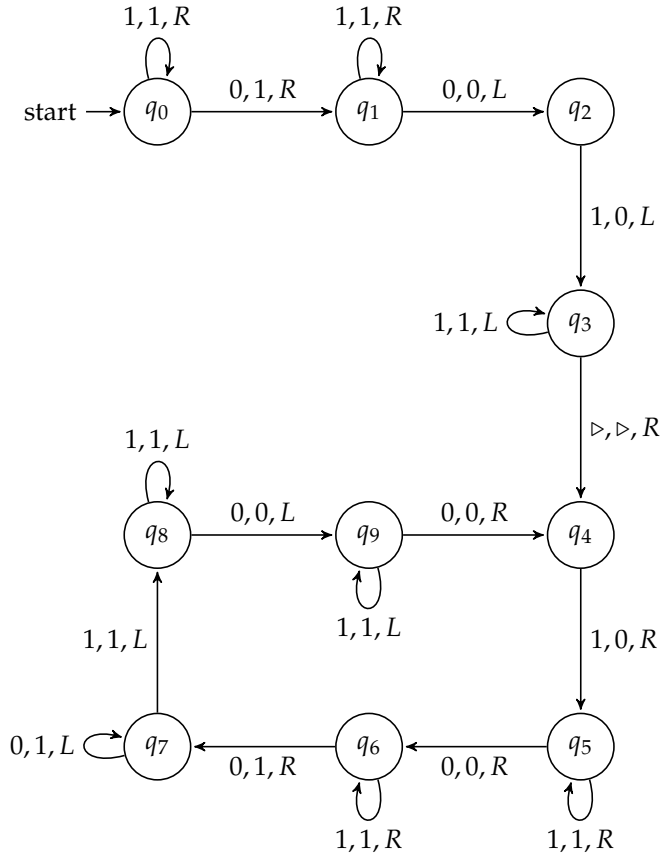 1, 1, R 1, 1, R
start q0 0, 1, R q1 0, 0, L q2
1, 0, L
1, 1, L q3
▷, ▷, R
1, 1, L
q8 0, 0, L q9 0, 0, R q4
1, 1, L
1, 1, L 1, 0, R
0, 1, L q7 0, 1, R q6 0, 0, R q5
1, 1, R 1, 1, R